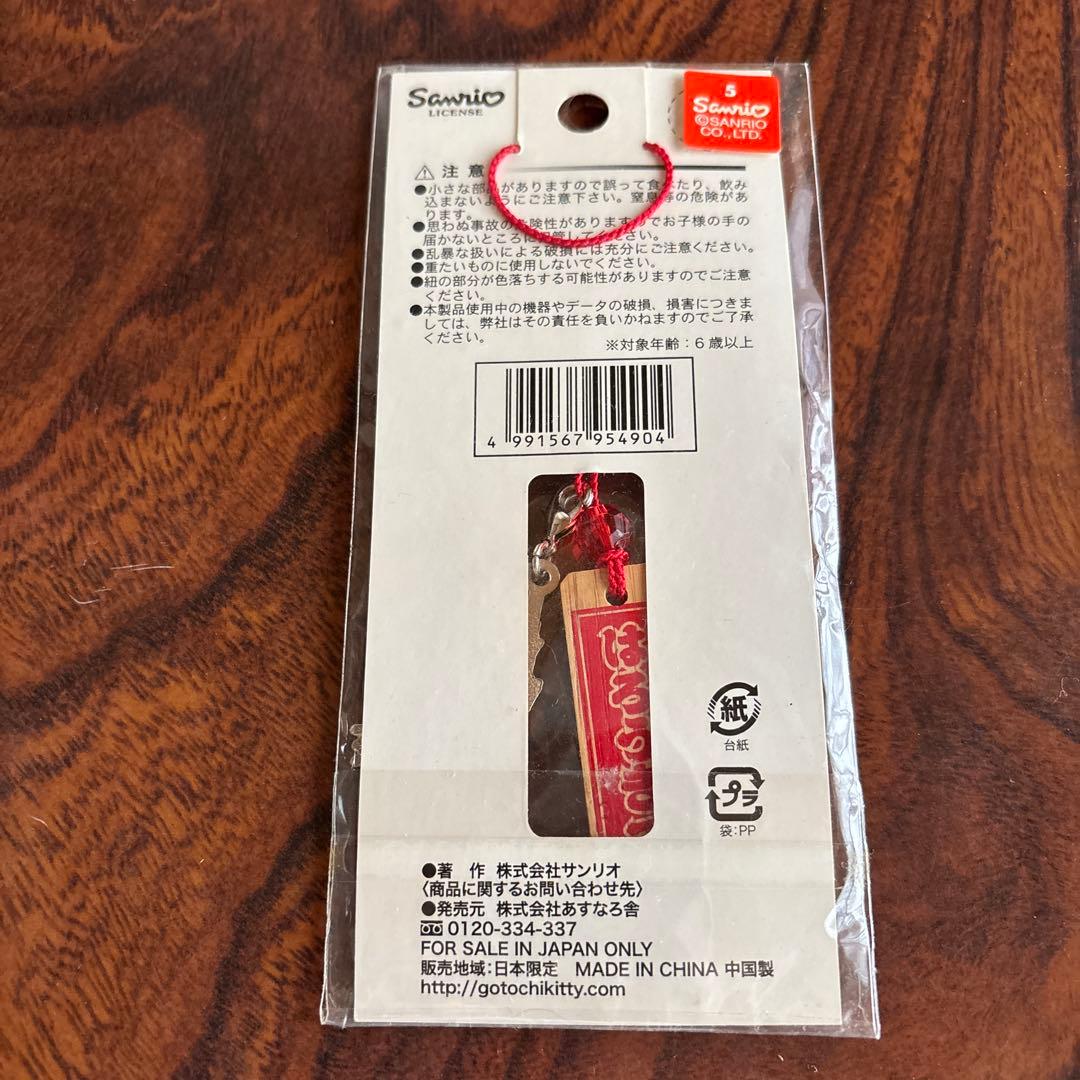 Sanrio
LICENSE
5
Sanrio
©SANRIO
CO.,LTD.
注 意
●小さな部品がありますので誤って食べたり、飲み
込まないようにご注意下さい。窒息等の危険があ
ります。
●思わぬ事故の危険性がありますのでお子様の手の
届かないところに保管してください。
●乱暴な扱いによる破損には充分にご注意ください。
●重たいものに使用しないでください。
●紐の部分が色落ちする可能性がありますのでご注意
ください。
●本製品使用中の機器やデータの破損、損害につきま
しては、弊社はその責任を負いかねますのでご了承
ください。
※対象年齢：6歳以上
4 991567 954904
紙
台紙
プラ
袋:PP
●著　作 株式会社サンリオ
〈商品に関するお問い合わせ先〉
●発売元 株式会社あすなろ舎
0120-334-337
FOR SALE IN JAPAN ONLY
販売地域:日本限定 MADE IN CHINA 中国製
http://gotochikitty.com